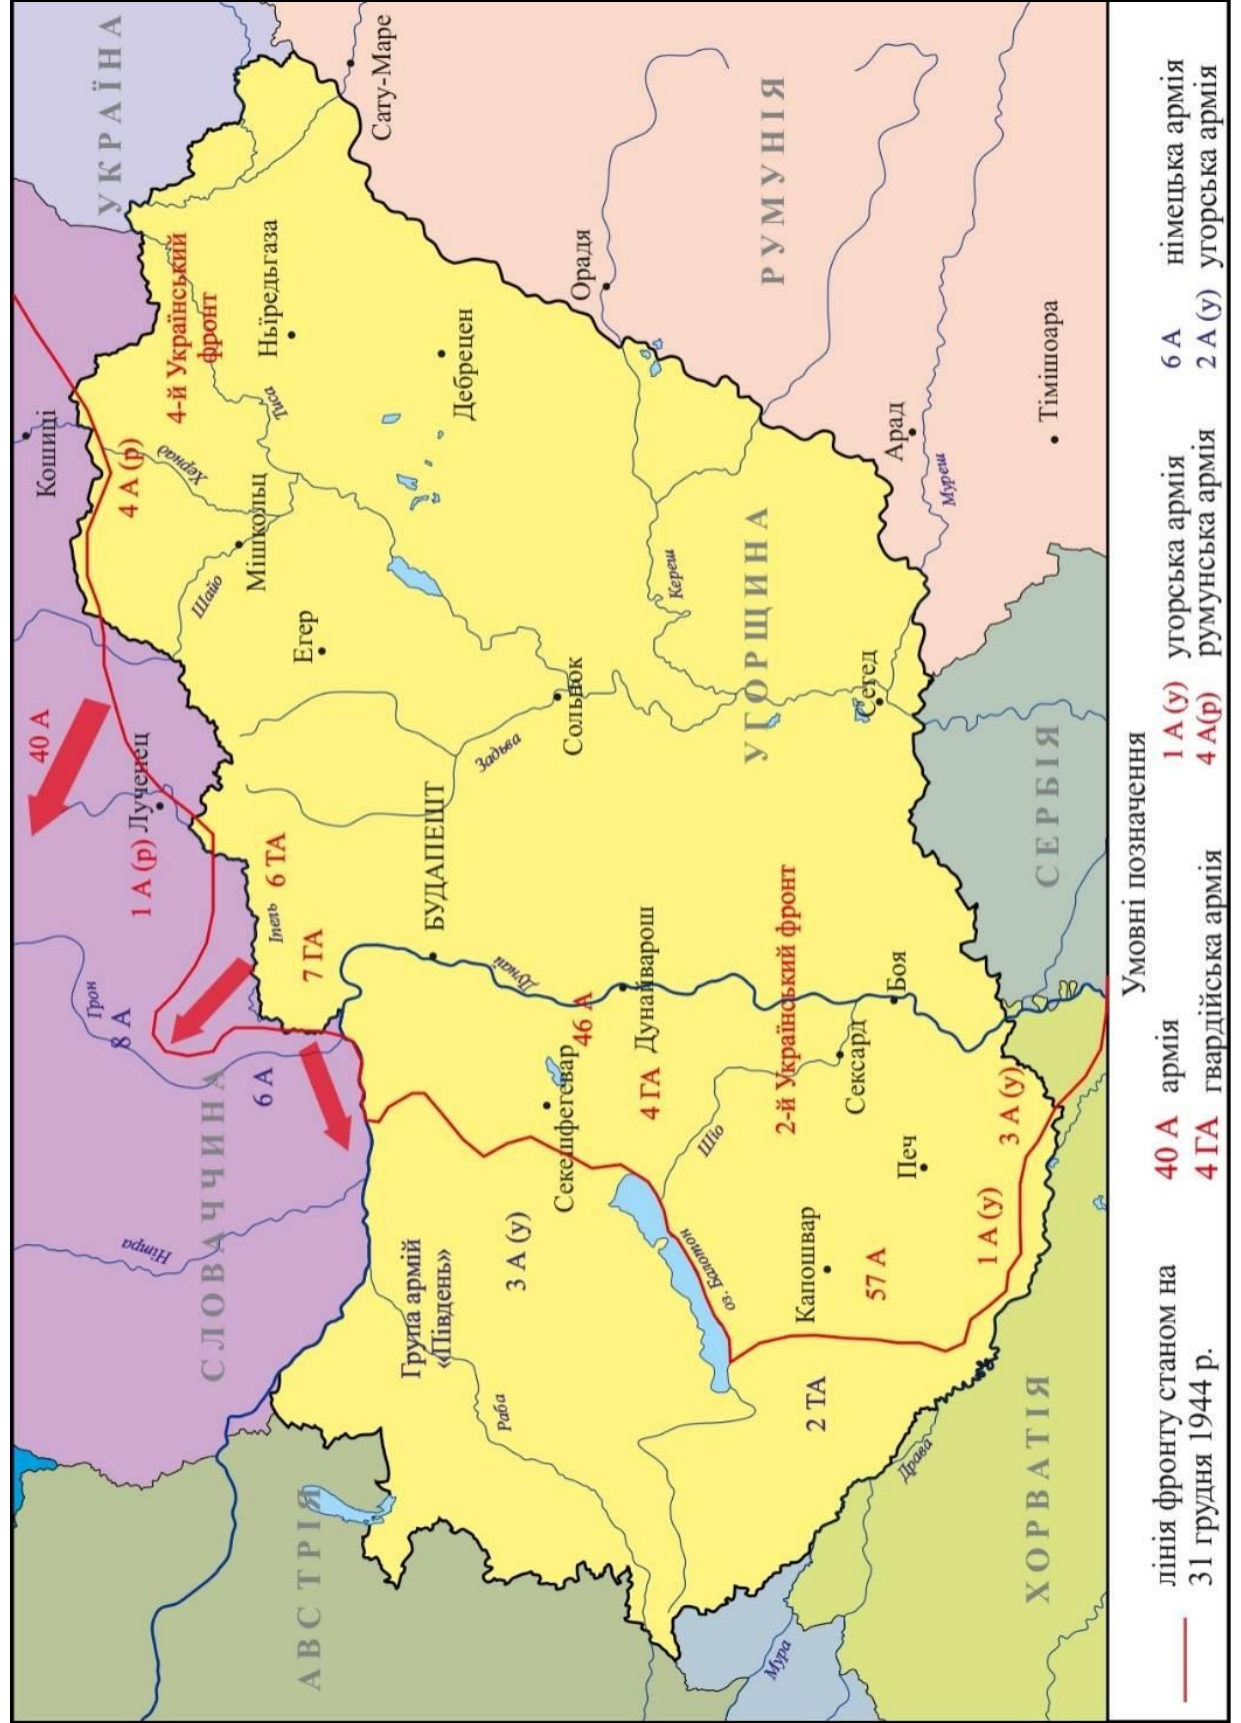 УКРАЇНА
СЛОВАЧЧИНА
АВСТРІЯ
УГОРЩИНА
РУМУНІЯ
СЕРБІЯ
ХОРВАТІЯ
Кошиці
Лученец
40 А
1 А (р)
4 А (р)
8 А
6 А
Грон
Нітра
Іпель
6 ТА
7 ГА
4-й Український
фронт
Хернад
Шайо
Тиса
Мішкольц
Ньїредьгаза
Егер
Дебрецен
Сату-Маре
Орадя
БУДАПЕШТ
Задьва
Сольнок
Кереш
Дунай
Група армій
«Південь»
3 А (у)
Раба
Секешфегевар
46 А
4 ГА
Дунайварош
оз. Балотон
Шіо
2-й Український фронт
Капошвар
57 А
2 ТА
Сексард
Боя
Печ
1 А (у)
3 А (у)
Сегед
Арад
Муреш
Тімішоара
Драва
Мура
Умовні позначення
лінія фронту станом на
31 грудня 1944 р.
40 А армія
4 ГА гвардійська армія
1 А (у) угорська армія
4 А(р) румунська армія
6 А німецька армія
2 А (у) угорська армія